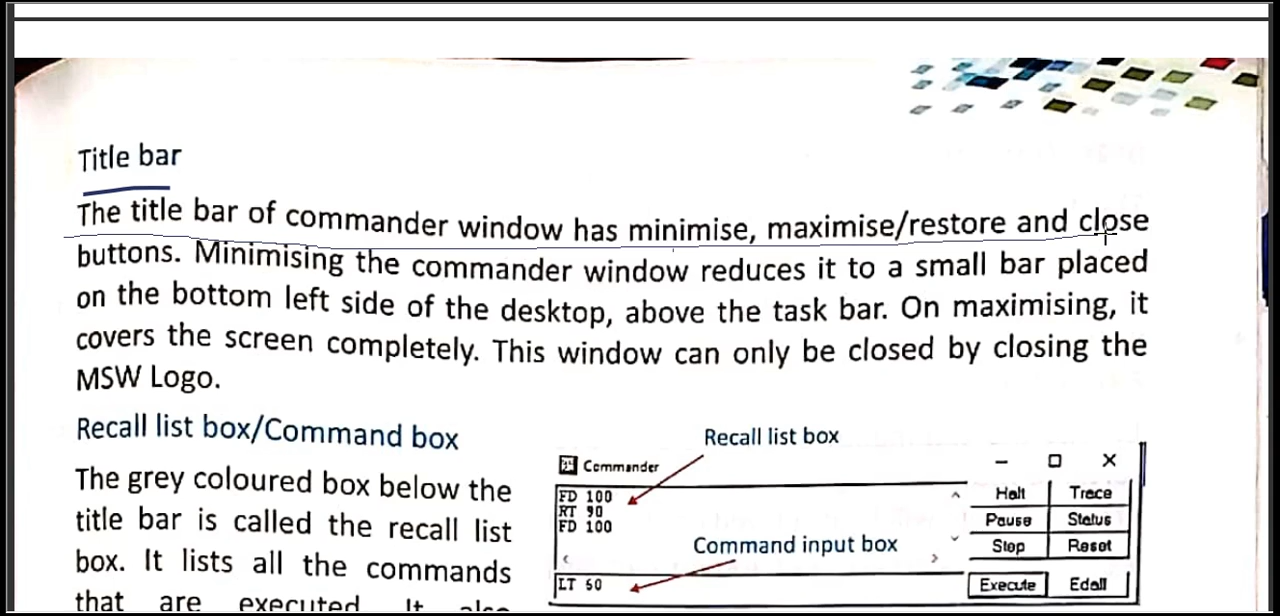 Title bar
The title bar of commander window has minimise, maximise/restore and close
buttons. Minimising the commander window reduces it to a small bar placed
on the bottom left side of the desktop, above the task bar. On maximising, it
covers the screen completely. This window can only be closed by closing the
MSW Logo.
Recall list box/Command box
The grey coloured box below the
title bar is called the recall list
box. It lists all the commands
that are executed. It also
Recall list box
Commander
FD 100
RT 90
FD 100
Command input box
LT 60
Halt Trace
Pause Status
Step Reset
Execute Edall